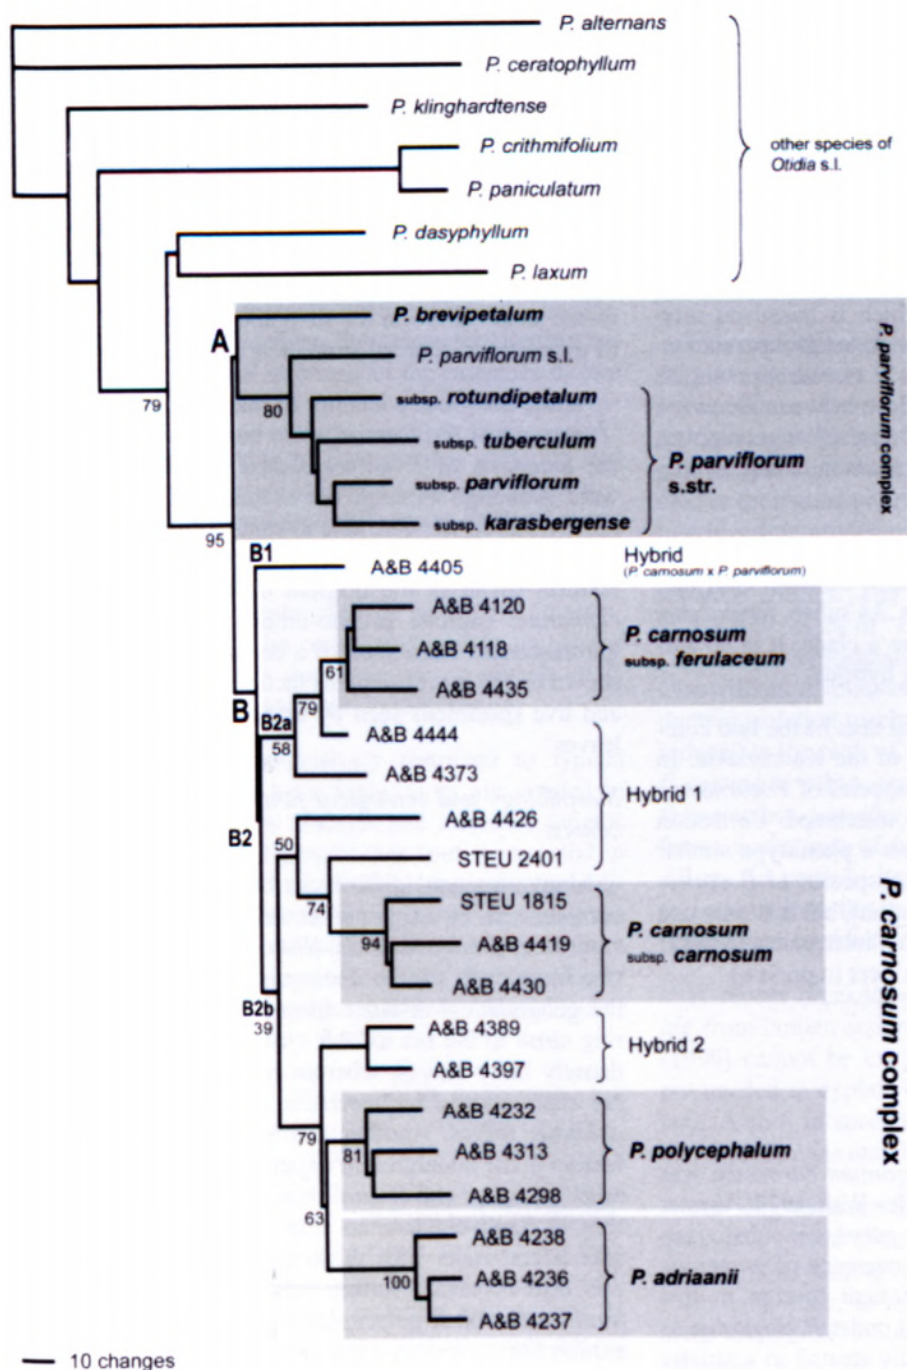 P. alternans
P. ceratophyllum
P. klinghardtense
P. crithmifolium
P. paniculatum
other species of
Otidia s.l.
P. dasyphyllum
P. laxum
P. brevipetalum
A
P. parviflorum s.l.
80
subsp. rotundipetalum
79
subsp. tuberculum
P. parviflorum
s.str.
subsp. parviflorum
subsp. karasbergense
P. parviflorum complex
95
B1
A&B 4405
Hybrid
(P. carnosum x P. parviflorum)
A&B 4120
A&B 4118
P. carnosum
subsp. ferulaceum
61
A&B 4435
79
B
B2a
A&B 4444
58
A&B 4373
Hybrid 1
A&B 4426
B2
50
STEU 2401
STEU 1815
74
94
A&B 4419
P. carnosum
subsp. carnosum
A&B 4430
B2b
39
A&B 4389
Hybrid 2
A&B 4397
A&B 4232
79
81
A&B 4313
P. polycephalum
A&B 4298
63
A&B 4238
100
A&B 4236
P. adriaanii
A&B 4237
P. carnosum complex
10 changes